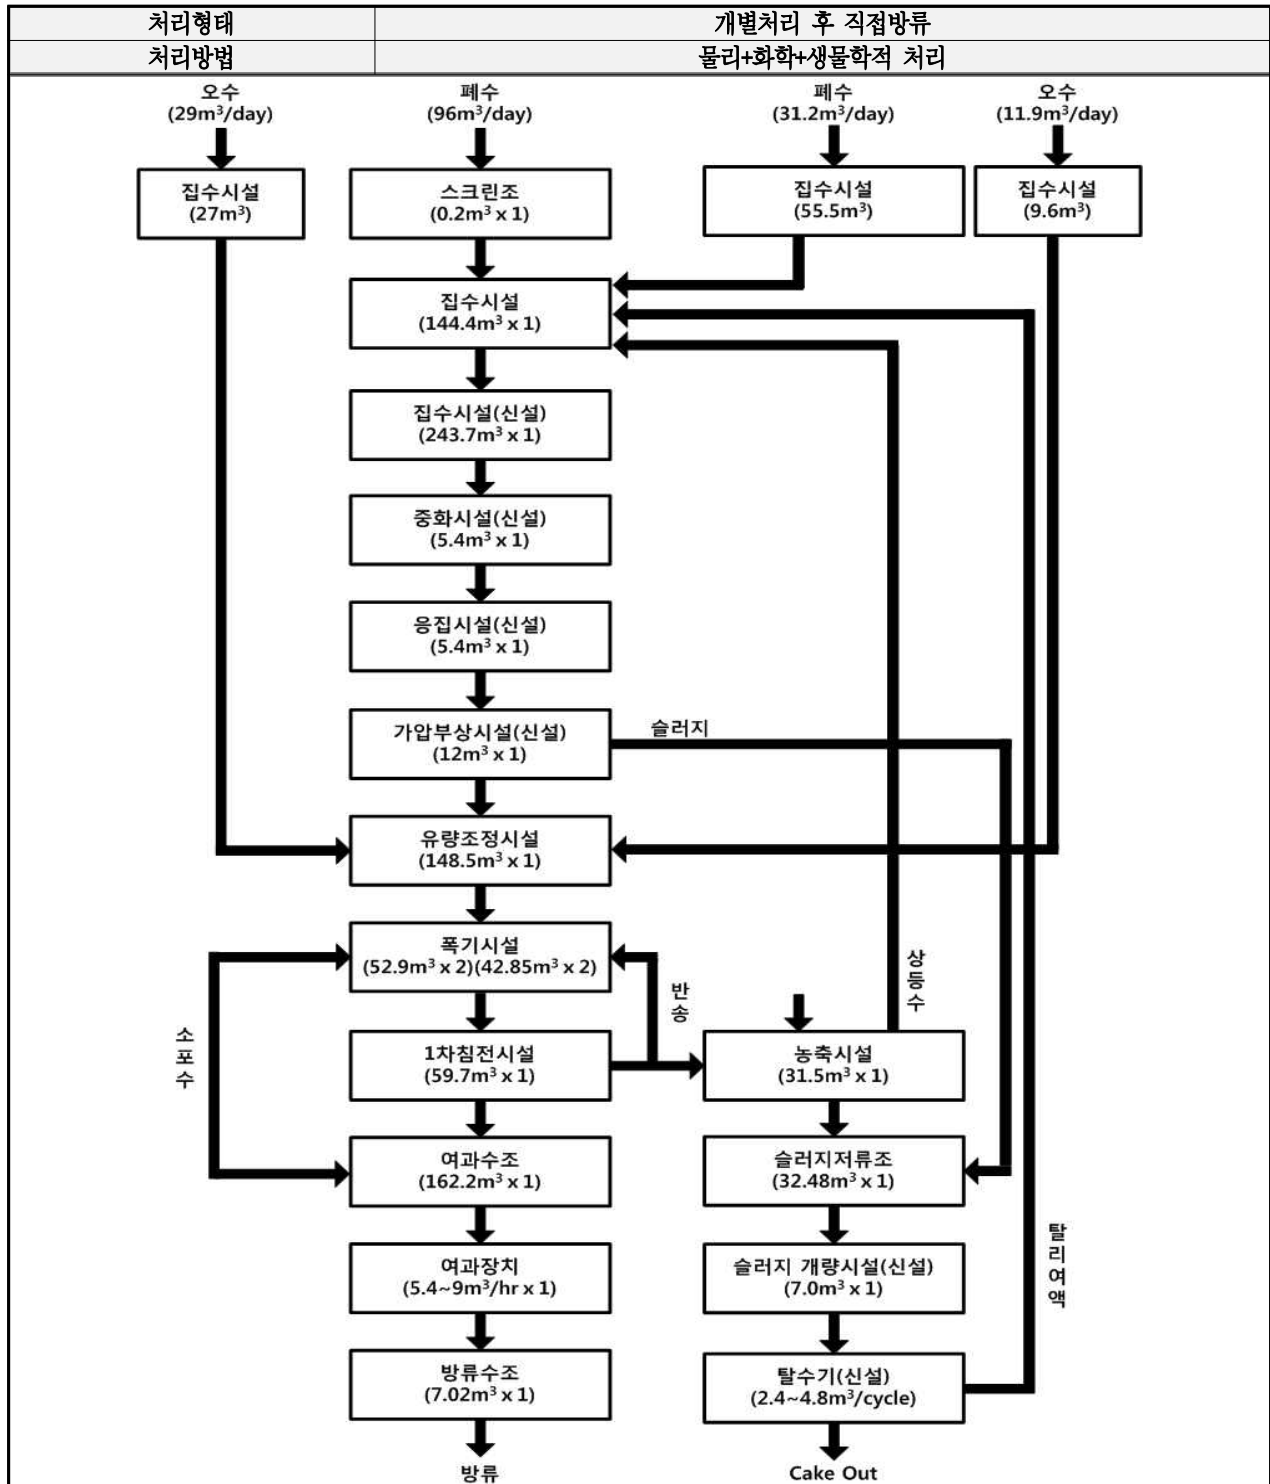 처리형태 개별처리 후 직접방류
처리방법 물리+화학+생물학적 처리
오수 폐수 폐수 오수
(29m³/day) (96m³/day) (31.2m³/day) (11.9m³/day)
집수시설
(27m³)
스크린조
(0.2m³ x 1)
집수시설
(55.5m³)
집수시설
(9.6m³)
집수시설
(144.4m³ x 1)
집수시설(신설)
(243.7m³ x 1)
중화시설(신설)
(5.4m³ x 1)
응집시설(신설)
(5.4m³ x 1)
가압부상시설(신설)
(12m³ x 1)
슬러지
유량조정시설
(148.5m³ x 1)
폭기시설
(52.9m³ x 2)(42.85m³ x 2)
반송
상등수
소포수
1차침전시설
(59.7m³ x 1)
농축시설
(31.5m³ x 1)
여과수조
(162.2m³ x 1)
슬러지저류조
(32.48m³ x 1)
탈리여액
여과장치
(5.4~9m³/hr x 1)
슬러지 개량시설(신설)
(7.0m³ x 1)
방류수조
(7.02m³ x 1)
탈수기(신설)
(2.4~4.8m³/cycle)
방류
Cake Out